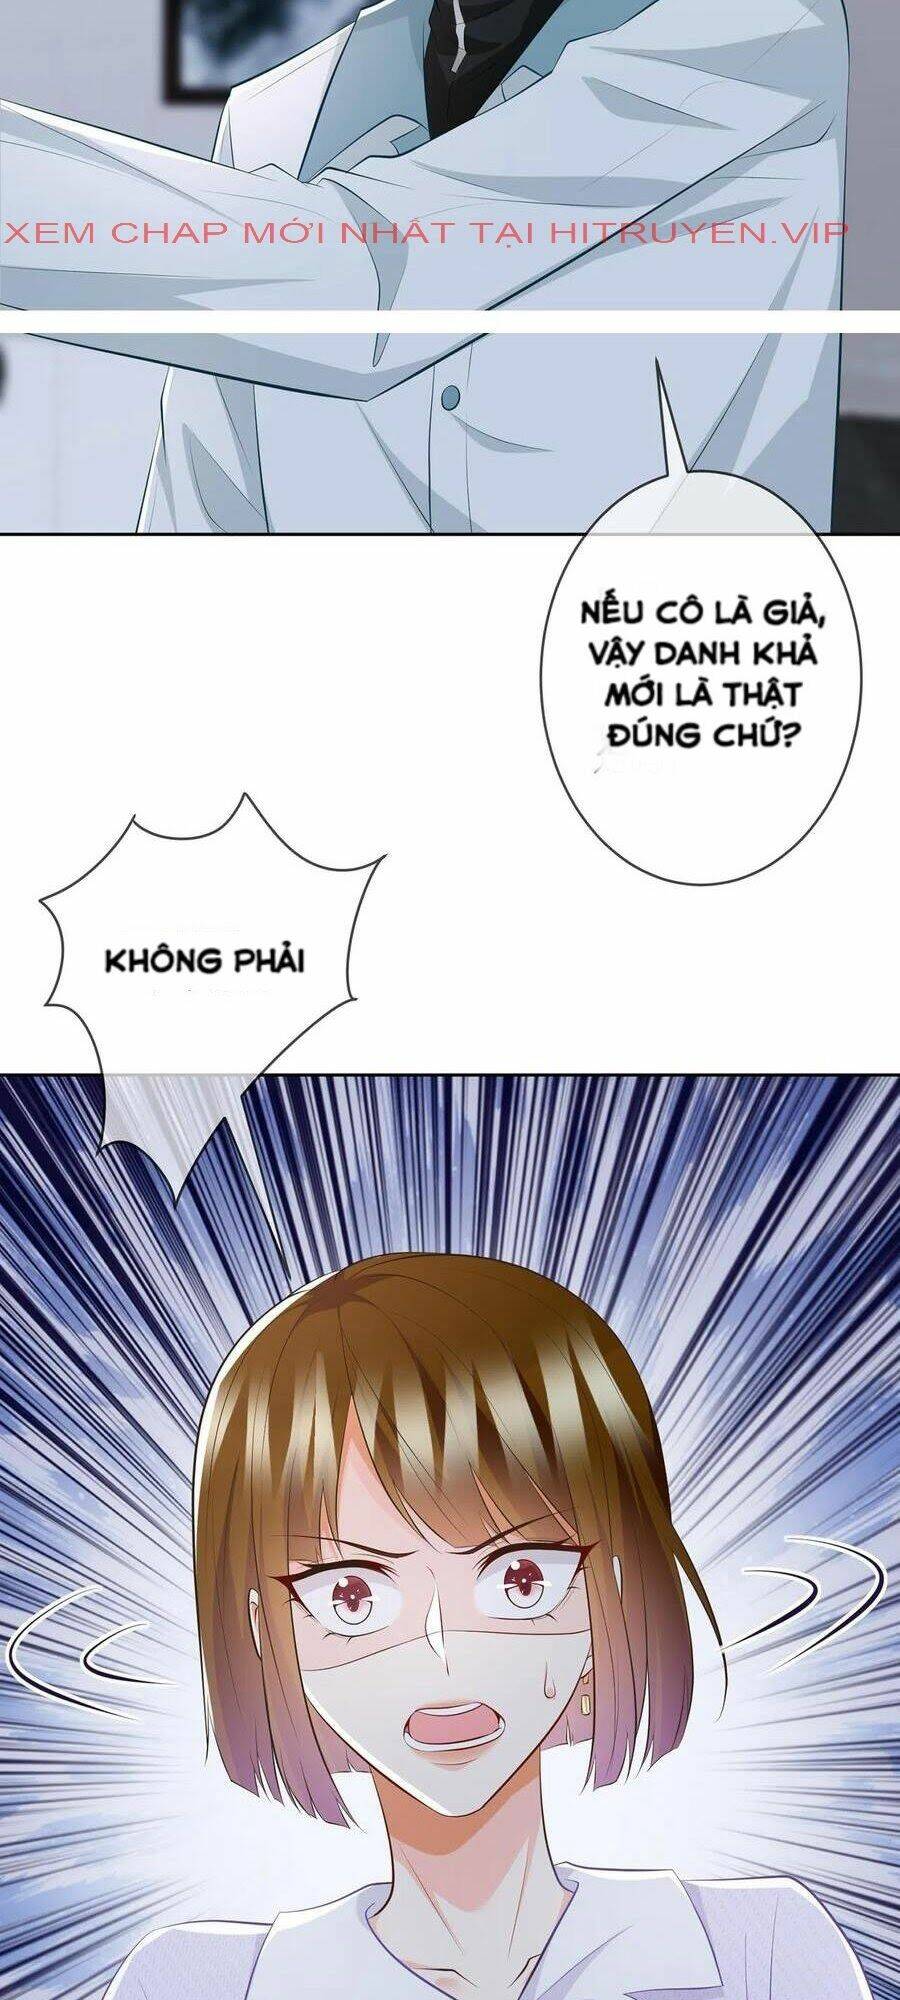 XEM CHAP MỚI NHẤT TẠI HITRUYEN.VIP
NẾU CÔ LÀ GIẢ,
VẬY DANH KHẢ
MỚI LÀ THẬT
ĐÚNG CHỨ?
KHÔNG PHẢI